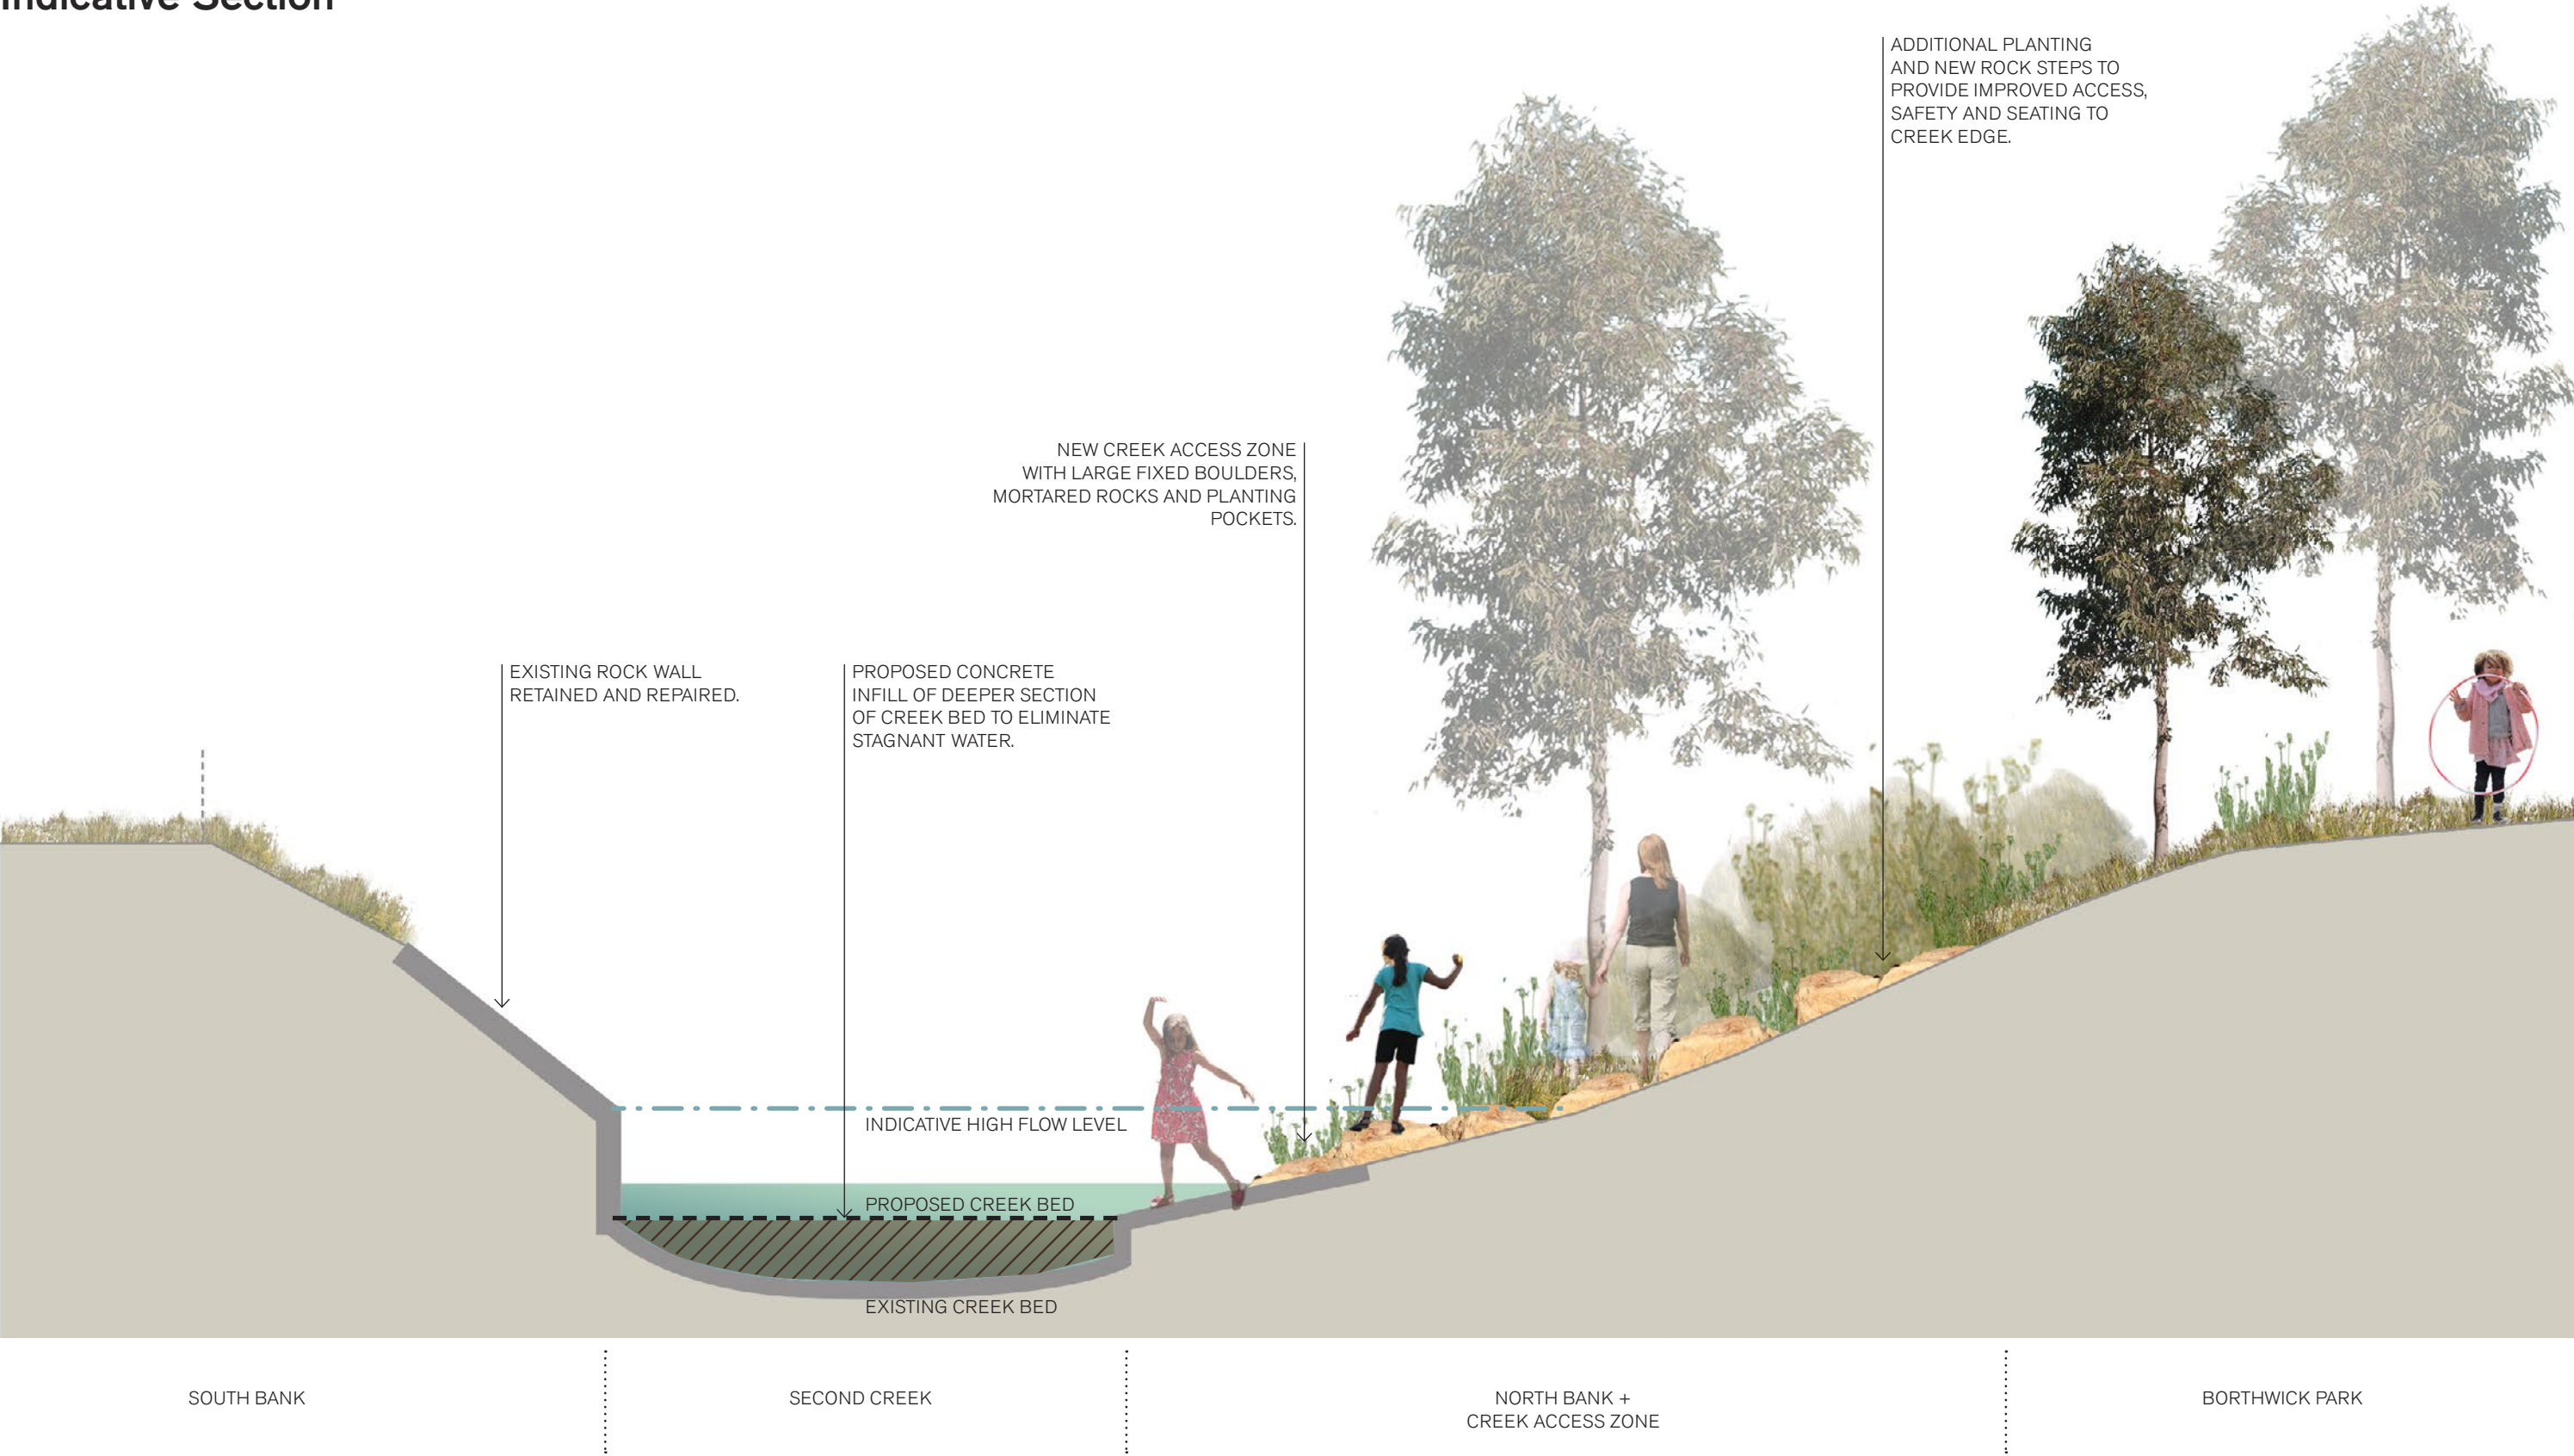 Indicative Section
ADDITIONAL PLANTING
AND NEW ROCK STEPS TO
PROVIDE IMPROVED ACCESS,
SAFETY AND SEATING TO
CREEK EDGE.
NEW CREEK ACCESS ZONE
WITH LARGE FIXED BOULDERS,
MORTARED ROCKS AND PLANTING
POCKETS.
EXISTING ROCK WALL
RETAINED AND REPAIRED.
PROPOSED CONCRETE
INFILL OF DEEPER SECTION
OF CREEK BED TO ELIMINATE
STAGNANT WATER.
INDICATIVE HIGH FLOW LEVEL
PROPOSED CREEK BED
EXISTING CREEK BED
SOUTH BANK
SECOND CREEK
NORTH BANK +
CREEK ACCESS ZONE
BORTHWICK PARK